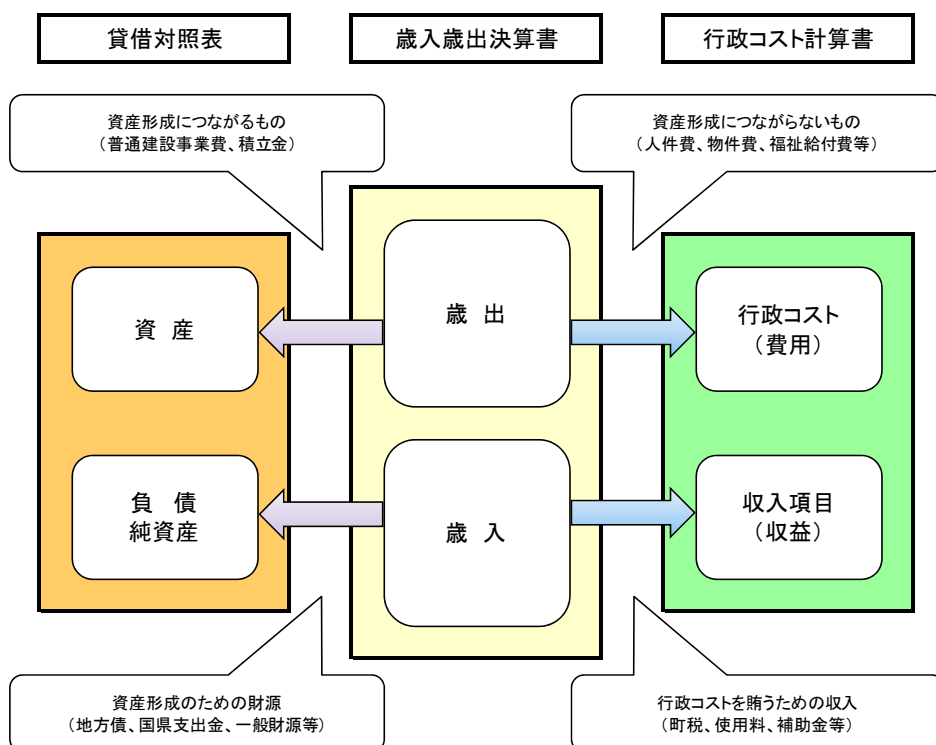 貸借対照表
歳入歳出決算書
行政コスト計算書
資産形成につながるもの
（普通建設事業費、積立金）
資産形成につながらないもの
（人件費、物件費、福祉給付費等）
資 産
歳 出
行政コスト
（費用）
負 債
純資産
歳 入
収入項目
（収益）
資産形成のための財源
（地方債、国県支出金、一般財源等）
行政コストを賄うための収入
（町税、使用料、補助金等）